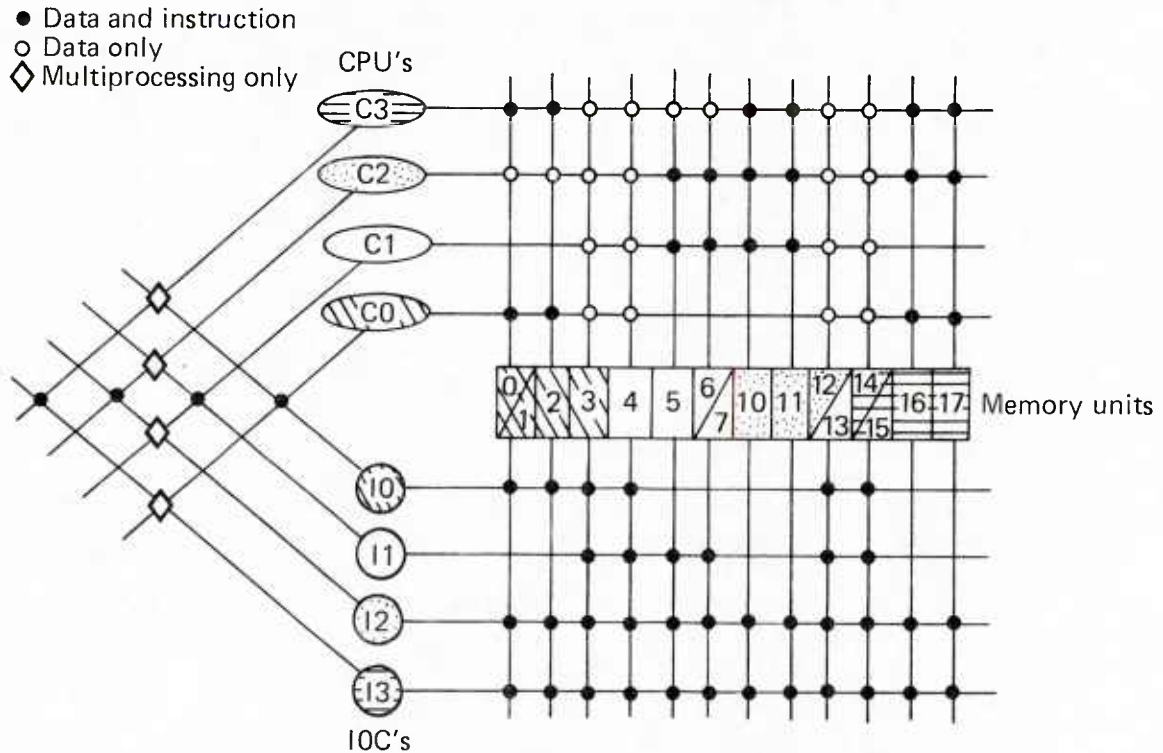 Data and instruction
Data only
Multiprocessing only
CPU's
C3
C2
C1
C0
0 1 2 3 4 5 6 7 10 11 12 13 14 15 16 17 Memory units
I0
I1
I2
I3
IOC's